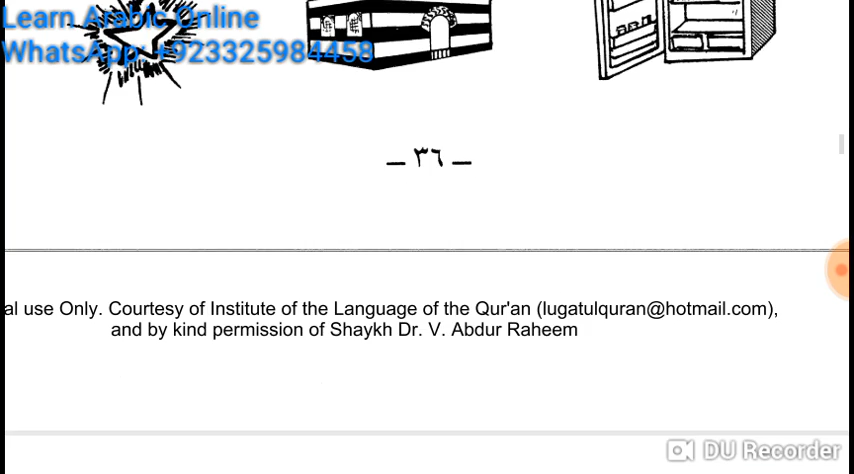 Learn Arabic Online
WhatsApp: +923325984458
– ٣٦ –
al use Only. Courtesy of Institute of the Language of the Qur'an (lugatulquran@hotmail.com),
and by kind permission of Shaykh Dr. V. Abdur Raheem
DU Recorder